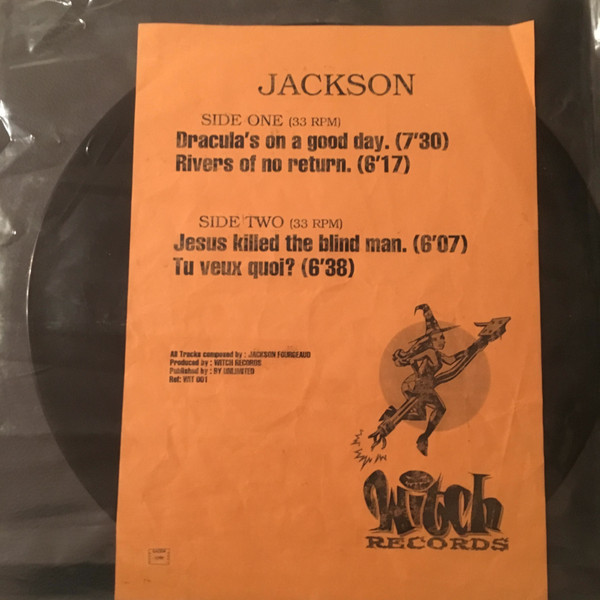 JACKSON
SIDE ONE (33 RPM)
Dracula's on a good day. (7'30)
Rivers of no return. (6'17)
SIDE TWO (33 RPM)
Jesus killed the blind man. (6'07)
Tu veux quoi? (6'38)
All Tracks composed by : JACKSON FOURGEAUD
Produced by : WITCH RECORDS
Published by : BY UNLIMITED
Ref: WRT 001
Witch
RECORDS